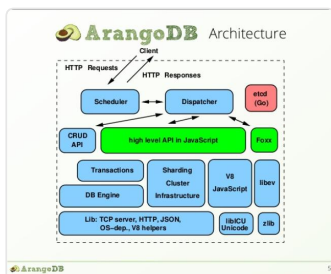 ArangoDB Architecture
Client
HTTP Requests
HTTP Responses
Scheduler
Dispatcher
etcd
(Go)
CRUD
API
high level API in JavaScript
Foxx
Transactions
DB Engine
Sharding
Cluster
Infrastructure
V8
JavaScript
libev
Lib: TCP server, HTTP, JSON,
OS-dep., V8 helpers
libICU
Unicode
zlib
ArangoDB